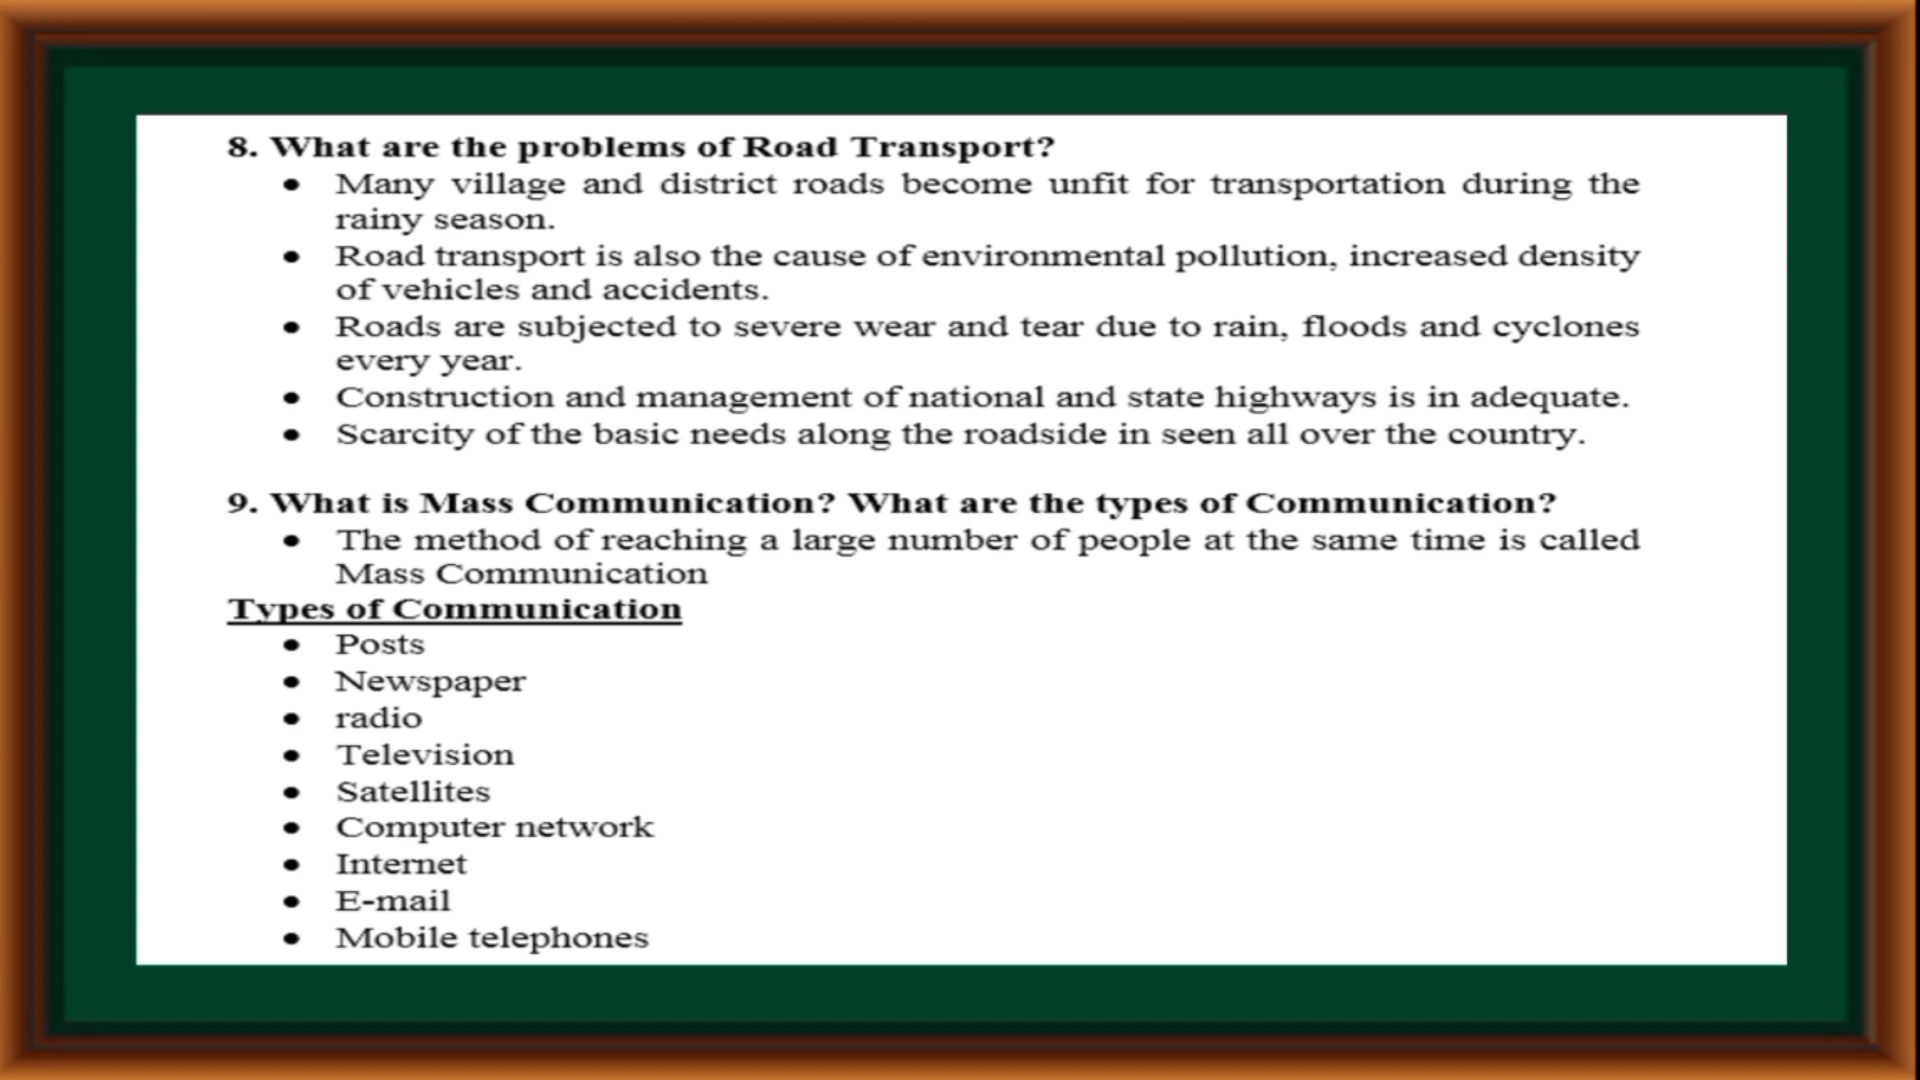 8. What are the problems of Road Transport?
• Many village and district roads become unfit for transportation during the
rainy season.
• Road transport is also the cause of environmental pollution, increased density
of vehicles and accidents.
• Roads are subjected to severe wear and tear due to rain, floods and cyclones
every year.
• Construction and management of national and state highways is in adequate.
• Scarcity of the basic needs along the roadside in seen all over the country.
9. What is Mass Communication? What are the types of Communication?
• The method of reaching a large number of people at the same time is called
Mass Communication
Types of Communication
• Posts
• Newspaper
• radio
• Television
• Satellites
• Computer network
• Internet
• E-mail
• Mobile telephones